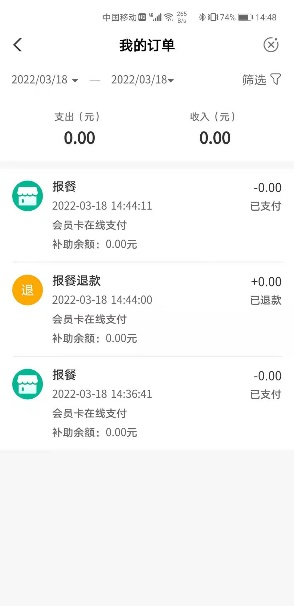 中国移动 HD 4G 265 B/s 74% 14:48
我的订单
2022/03/18 — 2022/03/18 筛选
支出（元） 收入（元）
0.00 0.00
报餐 -0.00
2022-03-18 14:44:11 已支付
会员卡在线支付
补助余额：0.00元
退 报餐退款 +0.00
2022-03-18 14:44:00 已退款
会员卡在线支付
补助余额：0.00元
报餐 -0.00
2022-03-18 14:36:41 已支付
会员卡在线支付
补助余额：0.00元